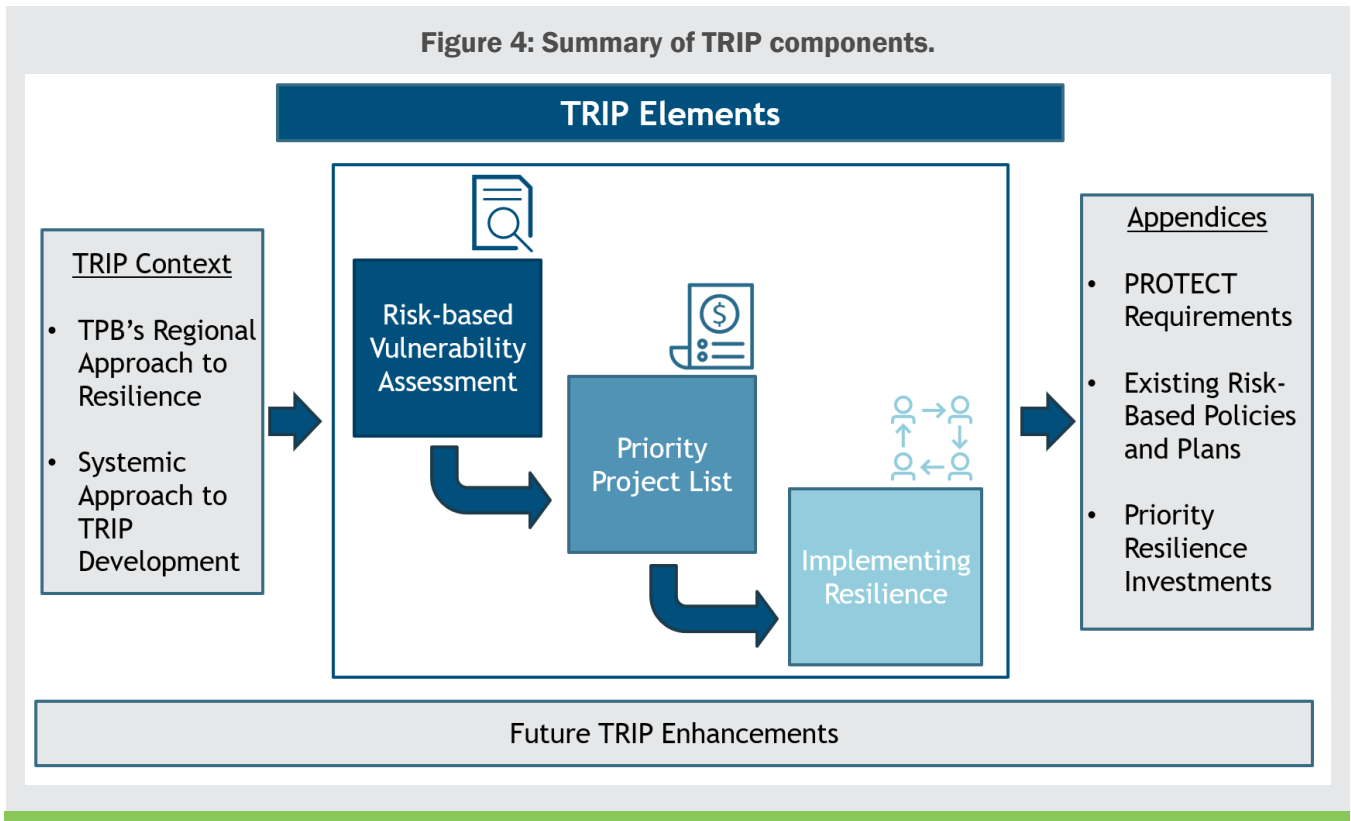 Figure 4: Summary of TRIP components.
TRIP Elements
TRIP Context
• TPB's Regional
Approach to
Resilience
• Systemic
Approach to
TRIP
Development
Risk-based
Vulnerability
Assessment
$
Priority
Project List
Implementing
Resilience
Appendices
• PROTECT
Requirements
• Existing Risk-
Based Policies
and Plans
• Priority
Resilience
Investments
Future TRIP Enhancements